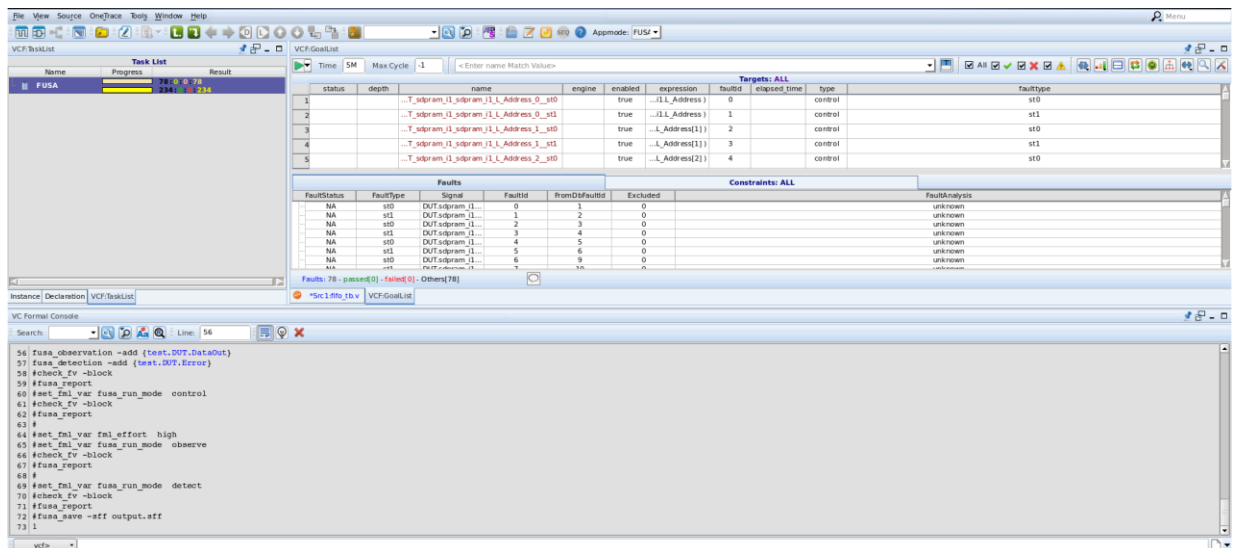 File View Source OneTrace Tools Window Help
Menu
Appmode: FUSA
VCF:TaskList
VCF:GoalList
Task List
Name Progress Result
FUSA
78:0:0:78
234:0:0:234
Time 5M Max:Cycle -1 <Enter name Match Value> All
Targets: ALL
status depth name engine enabled expression faultid elapsed_time type faulttype
1 ...T_sdpram_i1_sdpram_i1_L_Address_0__st0 true ...i1.L_Address ) 0 control st0
2 ...T_sdpram_i1_sdpram_i1_L_Address_0__st1 true ...i1.L_Address ) 1 control st1
3 ...T_sdpram_i1_sdpram_i1_L_Address_1__st0 true ...L_Address[1] ) 2 control st0
4 ...T_sdpram_i1_sdpram_i1_L_Address_1__st1 true ...L_Address[1] ) 3 control st1
5 ...T_sdpram_i1_sdpram_i1_L_Address_2__st0 true ...L_Address[2] ) 4 control st0
Faults
Constraints: ALL
FaultStatus FaultType Signal FaultId FromDbFaultId Excluded FaultAnalysis
NA st0 DUT.sdpram_i1... 0 1 0 unknown
NA st1 DUT.sdpram_i1... 1 2 0 unknown
NA st0 DUT.sdpram_i1... 2 3 0 unknown
NA st1 DUT.sdpram_i1... 3 4 0 unknown
NA st0 DUT.sdpram_i1... 4 5 0 unknown
NA st1 DUT.sdpram_i1... 5 6 0 unknown
NA st0 DUT.sdpram_i1... 6 9 0 unknown
Faults: 78 - passed[0] - failed[0] - Others[78]
Instance Declaration VCF:TaskList
*Src1:fifo_tb.v VCF:GoalList
VC Formal Console
Search: Line: 56
56 fusa_observation -add {test.DUT.DataOut}
57 fusa_detection -add {test.DUT.Error}
58 #check_fv -block
59 #fusa_report
60 #set_fml_var fusa_run_mode control
61 #check_fv -block
62 #fusa_report
63 #
64 #set_fml_var fml_effort high
65 #set_fml_var fusa_run_mode observe
66 #check_fv -block
67 #fusa_report
68 #
69 #set_fml_var fusa_run_mode detect
70 #check_fv -block
71 #fusa_report
72 #fusa_save -sff output.sff
73 1
vcf>